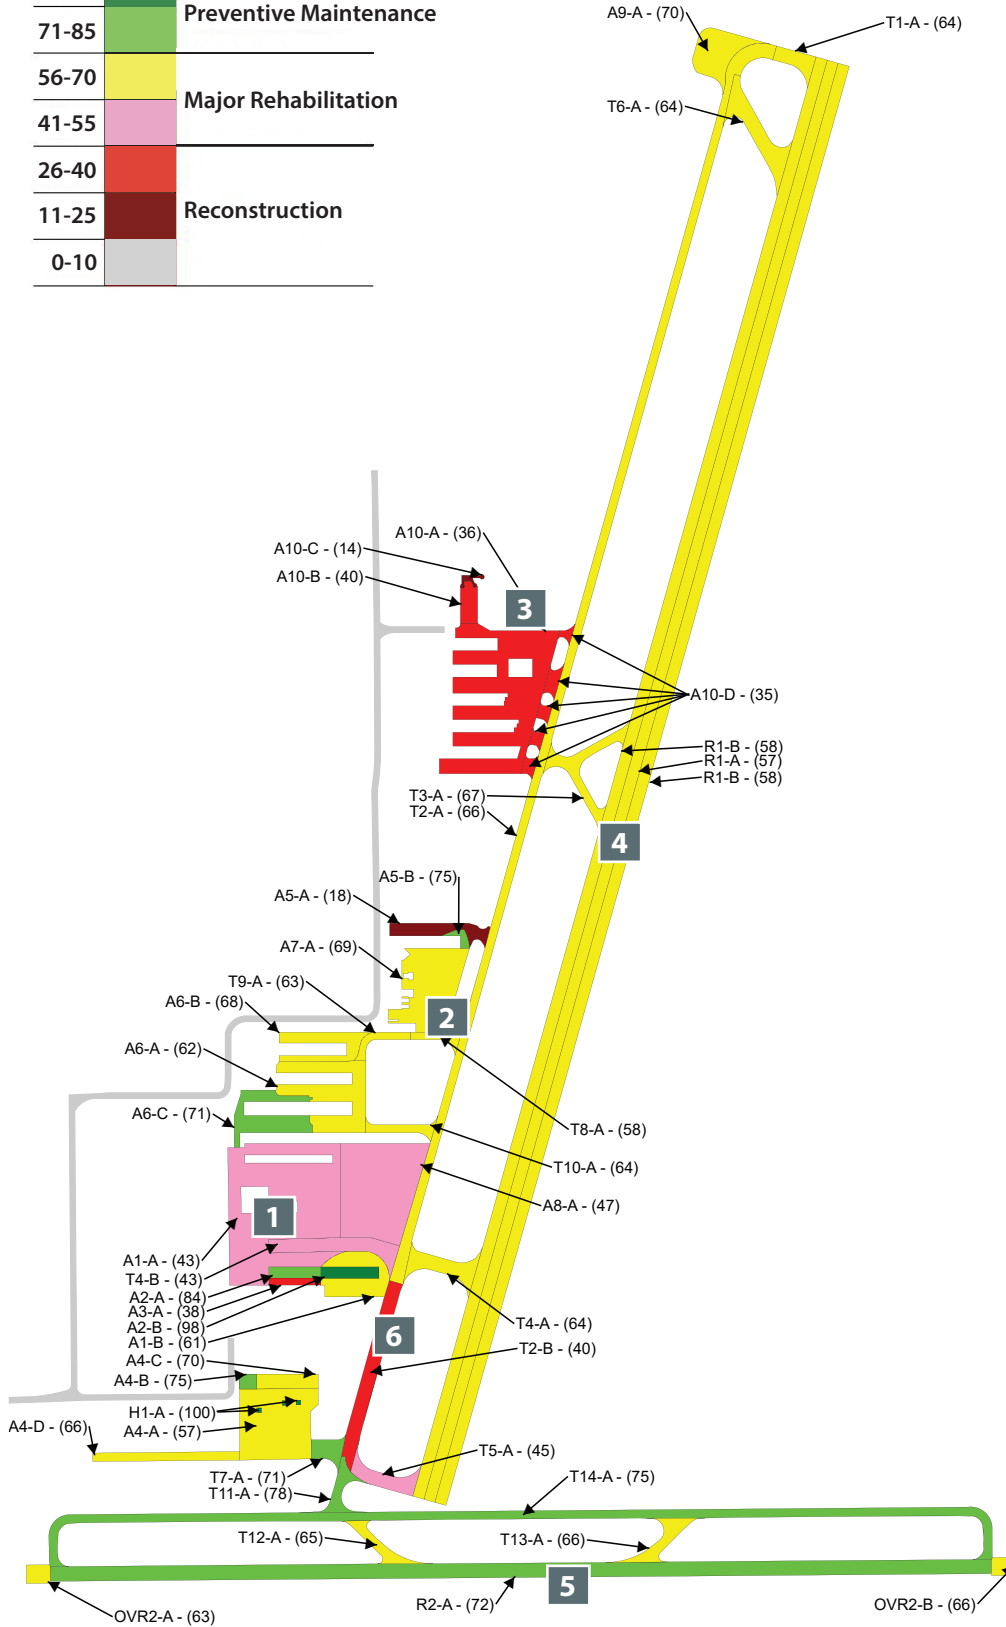 Preventive Maintenance
71-85
56-70
Major Rehabilitation
41-55
26-40
11-25
Reconstruction
0-10
A9-A - (70)
T1-A - (64)
T6-A - (64)
A10-A - (36)
A10-C - (14)
A10-B - (40)
3
A10-D - (35)
R1-B - (58)
R1-A - (57)
R1-B - (58)
T3-A - (67)
T2-A - (66)
4
A5-B - (75)
A5-A - (18)
A7-A - (69)
T9-A - (63)
A6-B - (68)
2
A6-A - (62)
A6-C - (71)
T8-A - (58)
T10-A - (64)
A8-A - (47)
1
A1-A - (43)
T4-B - (43)
A2-A - (84)
A3-A - (38)
A2-B - (98)
A1-B - (61)
T4-A - (64)
6
T2-B - (40)
A4-C - (70)
A4-B - (75)
H1-A - (100)
A4-A - (57)
A4-D - (66)
T5-A - (45)
T7-A - (71)
T11-A - (78)
T14-A - (75)
T12-A - (65)
T13-A - (66)
5
R2-A - (72)
OVR2-A - (63)
OVR2-B - (66)